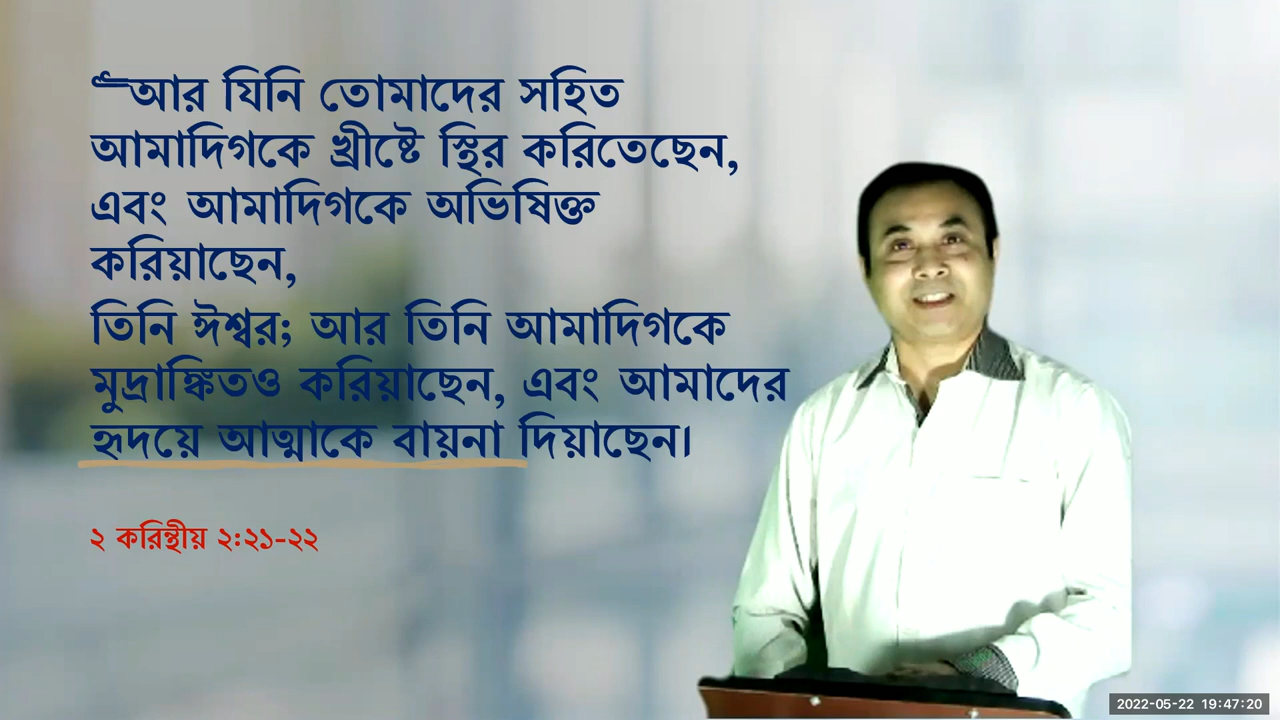 আর যিনি তোমাদের সহিত
আমাদিগকে খ্রীষ্টে স্থির করিতেছেন,
এবং আমাদিগকে অভিষিক্ত
করিয়াছেন,
তিনি ঈশ্বর; আর তিনি আমাদিগকে
মুদ্রাঙ্কিতও করিয়াছেন, এবং আমাদের
হৃদয়ে আত্মাকে বায়না দিয়াছেন।
২ করিন্থীয় ২:২১-২২
2022-05-22 19:47:20